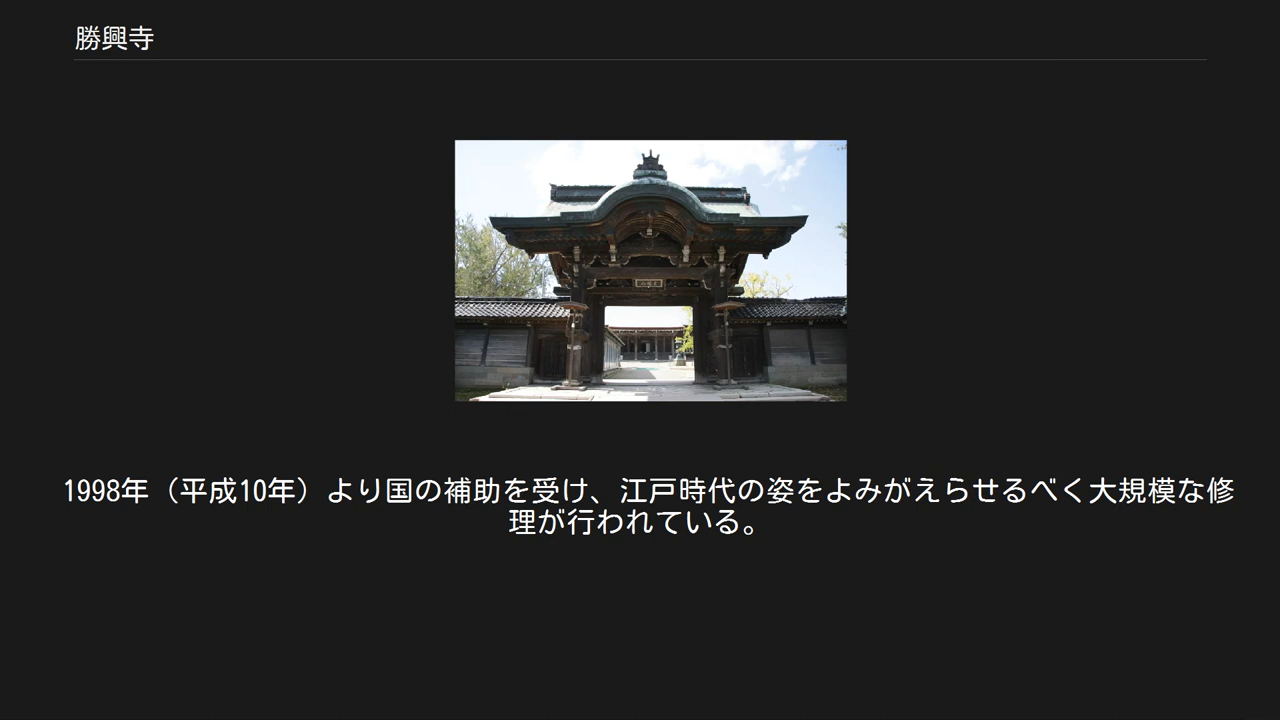 勝興寺
1998年（平成10年）より国の補助を受け、江戸時代の姿をよみがえらせるべく大規模な修
理が行われている。